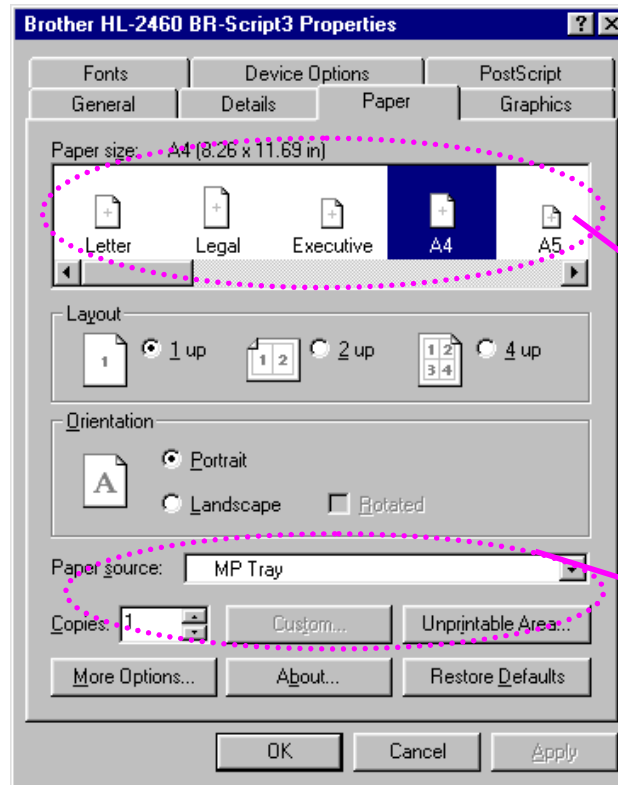 Brother HL-2460 BR-Script3 Properties
Fonts Device Options PostScript
General Details Paper Graphics
Paper size: A4 (8.26 x 11.69 in)
Letter Legal Executive A4 A5
Layout
1 1 up 1 2 2 up 1 2 3 4 4 up
Orientation
A Portrait
Landscape Rotated
Paper source: MP Tray
Copies: 1 Custom... Unprintable Area...
More Options... About... Restore Defaults
OK Cancel Apply